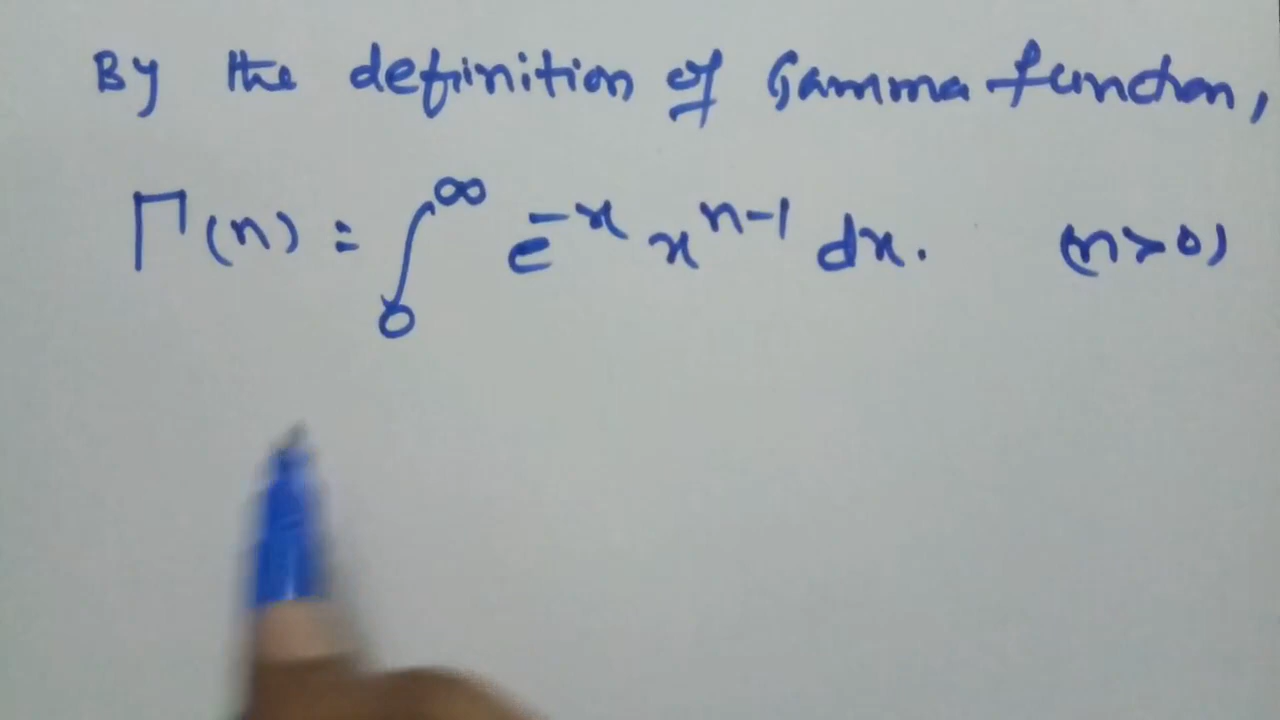 By the definition of Gamma function,
Γ(n) = ∫₀^∞ e^{-x} x^{n-1} dx. (n>0)